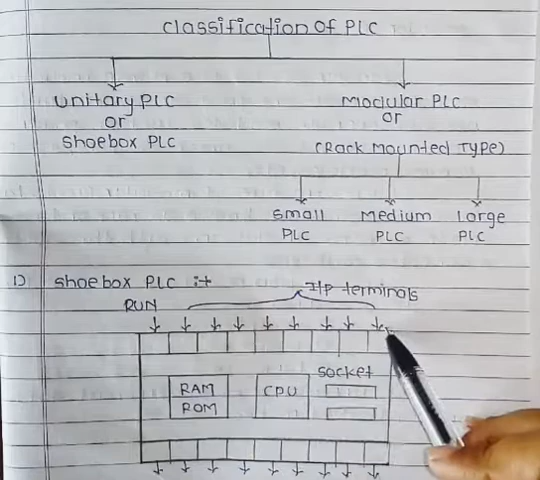 Classification Of PLC
Unitary PLC
or
Shoebox PLC
Modular PLC
or
(Rack Mounted TYPE)
Small PLC
Medium PLC
large PLC
1) Shoebox PLC :→
RUN
I/P terminals
RAM
ROM
CPU
Socket